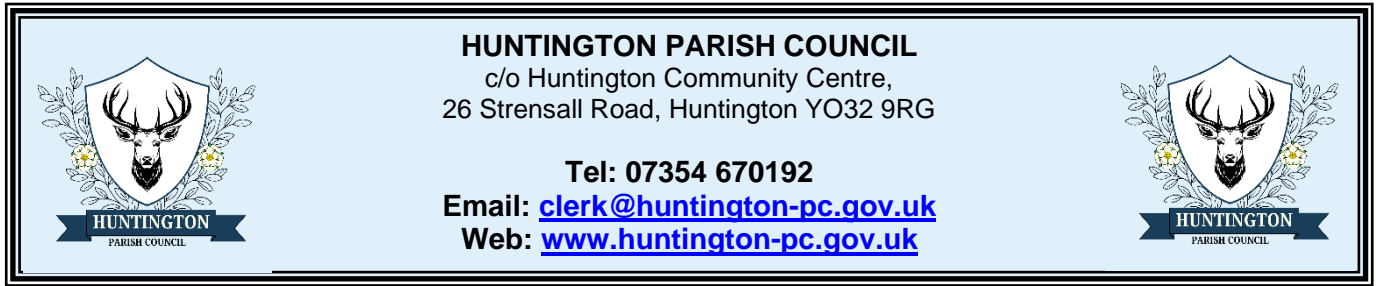 HUNTINGTON PARISH COUNCIL
c/o Huntington Community Centre,
26 Strensall Road, Huntington YO32 9RG
Tel: 07354 670192
Email: clerk@huntington-pc.gov.uk
Web: www.huntington-pc.gov.uk
HUNTINGTON
PARISH COUNCIL
HUNTINGTON
PARISH COUNCIL